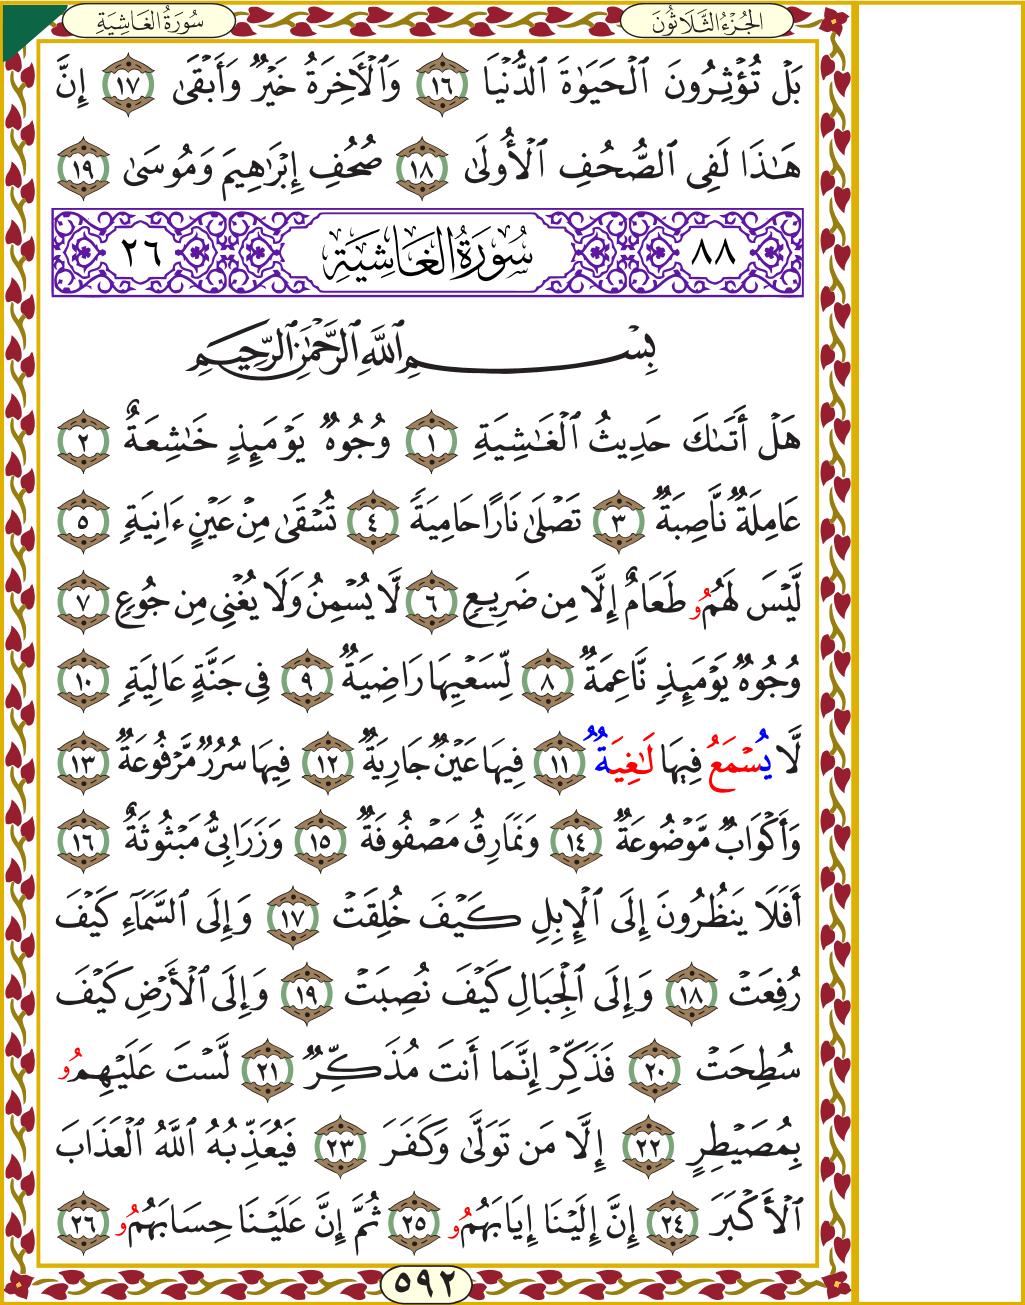 سُورَةُ الغَاشِيَةِ
الجُزْءُ الثَّلَاثُونَ
بَلْ تُؤْثِرُونَ ٱلْحَيَوٰةَ ٱلدُّنْيَا ١٦ وَٱلْأَخِرَةُ خَيْرٌ وَأَبْقَىٰ ١٧ إِنَّ
هَٰذَا لَفِى ٱلصُّحُفِ ٱلْأُولَىٰ ١٨ صُحُفِ إِبْرَٰهِيمَ وَمُوسَىٰ ١٩
٨٨ سُورَةُ الغَاشِيَةِ ٢٦
بِسْمِ ٱللَّهِ ٱلرَّحْمَٰنِ ٱلرَّحِيمِ
هَلْ أَتَىٰكَ حَدِيثُ ٱلْغَٰشِيَةِ ١ وُجُوهٌ يَوْمَئِذٍ خَٰشِعَةٌ ٢
عَامِلَةٌ نَّاصِبَةٌ ٣ تَصْلَىٰ نَارًا حَامِيَةً ٤ تُسْقَىٰ مِنْ عَيْنٍ ءَانِيَةٍ ٥
لَّيْسَ لَهُمُۥ طَعَامٌ إِلَّا مِن ضَرِيعٍ ٦ لَّا يُسْمِنُ وَلَا يُغْنِى مِن جُوعٍ ٧
وُجُوهٌ يَوْمَئِذٍ نَّاعِمَةٌ ٨ لِّسَعْيِهَا رَاضِيَةٌ ٩ فِى جَنَّةٍ عَالِيَةٍ ١٠
لَّا يُسْمَعُ فِيهَا لَٰغِيَةٌ ١١ فِيهَا عَيْنٌ جَارِيَةٌ ١٢ فِيهَا سُرُرٌ مَّرْفُوعَةٌ ١٣
وَأَكْوَابٌ مَّوْضُوعَةٌ ١٤ وَنَمَارِقُ مَصْفُوفَةٌ ١٥ وَزَرَابِىُّ مَبْثُوثَةٌ ١٦
أَفَلَا يَنظُرُونَ إِلَى ٱلْإِبِلِ كَيْفَ خُلِقَتْ ١٧ وَإِلَى ٱلسَّمَآءِ كَيْفَ
رُفِعَتْ ١٨ وَإِلَى ٱلْجِبَالِ كَيْفَ نُصِبَتْ ١٩ وَإِلَى ٱلْأَرْضِ كَيْفَ
سُطِحَتْ ٢٠ فَذَكِّرْ إِنَّمَا أَنتَ مُذَكِّرٌ ٢١ لَّسْتَ عَلَيْهِمُۥ
بِمُصَيْطِرٍ ٢٢ إِلَّا مَن تَوَلَّىٰ وَكَفَرَ ٢٣ فَيُعَذِّبُهُ ٱللَّهُ ٱلْعَذَابَ
ٱلْأَكْبَرَ ٢٤ إِنَّ إِلَيْنَا إِيَابَهُمُۥ ٢٥ ثُمَّ إِنَّ عَلَيْنَا حِسَابَهُمُۥ ٢٦
٥٩٢